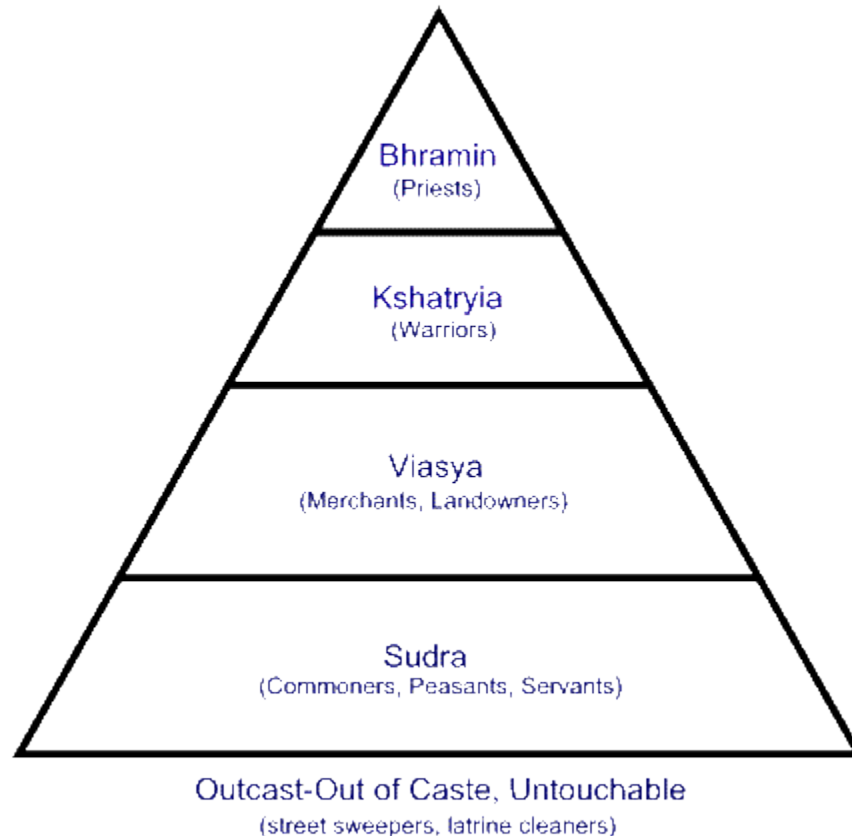 Bhramin
(Priests)
Kshatryia
(Warriors)
Viasya
(Merchants, Landowners)
Sudra
(Commoners, Peasants, Servants)
Outcast-Out of Caste, Untouchable
(street sweepers, latrine cleaners)